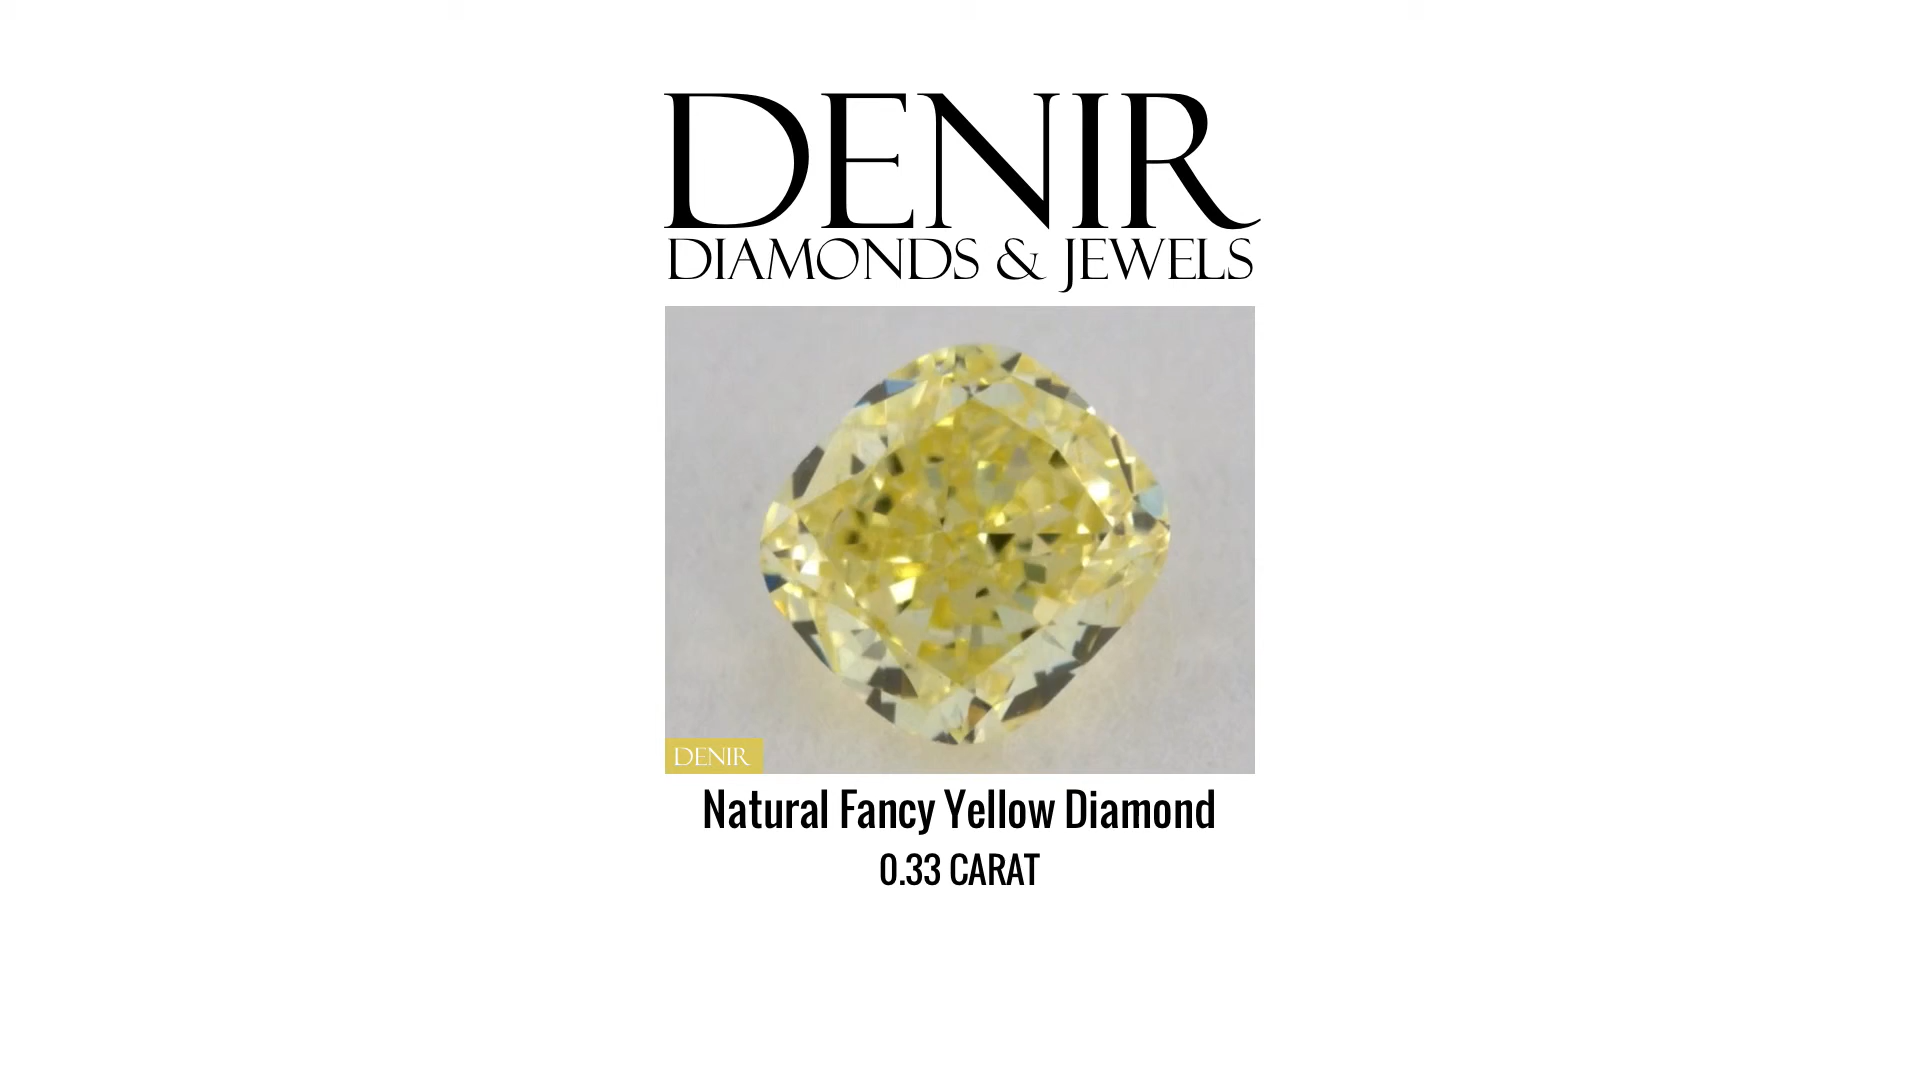 DENIR
DIAMONDS & JEWELS
DENIR
Natural Fancy Yellow Diamond
0.33 CARAT